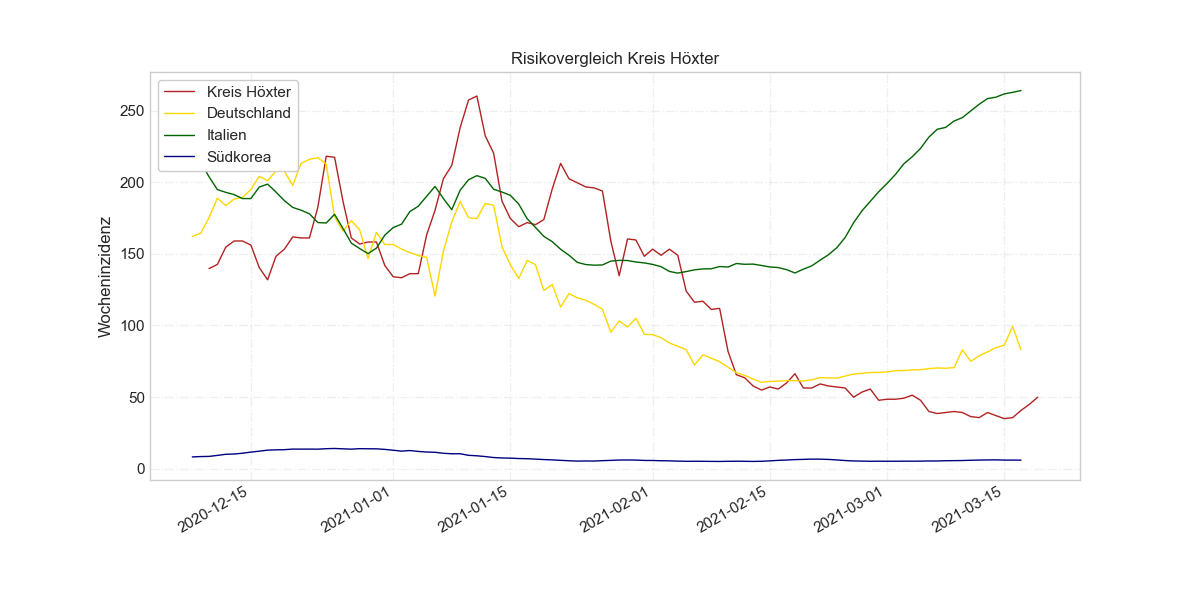 Risikovergleich Kreis Höxter
Kreis Höxter
Deutschland
Italien
Südkorea
Wocheninzidenz
250
200
150
100
50
0
2020-12-15
2021-01-01
2021-01-15
2021-02-01
2021-02-15
2021-03-01
2021-03-15